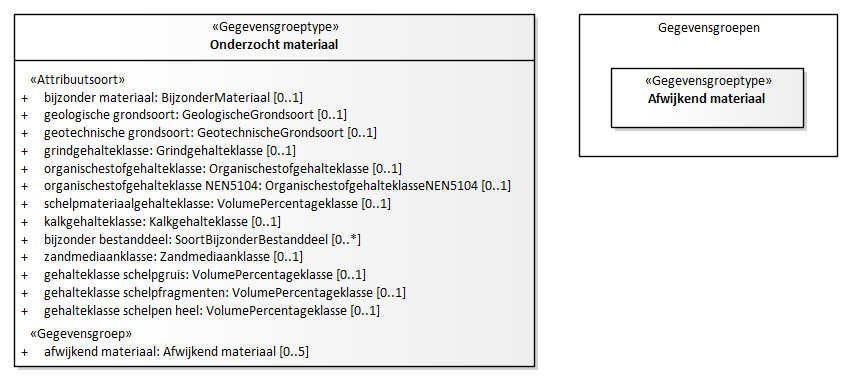 «Gegevensgroeptype»
Onderzocht materiaal
«Attribuutsoort»
+ bijzonder materiaal: BijzonderMateriaal [0..1]
+ geologische grondsoort: GeologischeGrondsoort [0..1]
+ geotechnische grondsoort: GeotechnischeGrondsoort [0..1]
+ grindgehalteklasse: Grindgehalteklasse [0..1]
+ organischestofgehalteklasse: Organischestofgehalteklasse [0..1]
+ organischestofgehalteklasse NEN5104: OrganischestofgehalteklasseNEN5104 [0..1]
+ schelpmateriaalgehalteklasse: VolumePercentageklasse [0..1]
+ kalkgehalteklasse: Kalkgehalteklasse [0..1]
+ bijzonder bestanddeel: SoortBijzonderBestanddeel [0..*]
+ zandmediaanklasse: Zandmediaanklasse [0..1]
+ gehalteklasse schelpgruis: VolumePercentageklasse [0..1]
+ gehalteklasse schelpfragmenten: VolumePercentageklasse [0..1]
+ gehalteklasse schelpen heel: VolumePercentageklasse [0..1]
«Gegevensgroep»
+ afwijkend materiaal: Afwijkend materiaal [0..5]
Gegevensgroepen
«Gegevensgroeptype»
Afwijkend materiaal